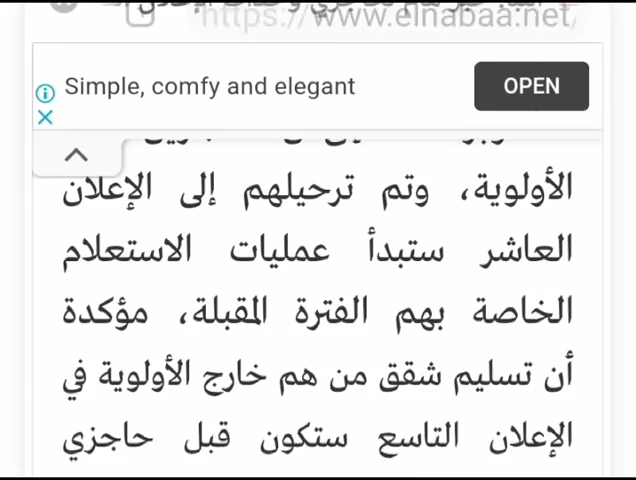 https://www.elnabaa.net/
Simple, comfy and elegant
OPEN
الأولوية، وتم ترحيلهم إلى الإعلان
العاشر ستبدأ عمليات الاستعلام
الخاصة بهم الفترة المقبلة، مؤكدة
أن تسليم شقق من هم خارج الأولوية في
الإعلان التاسع ستكون قبل حاجزي